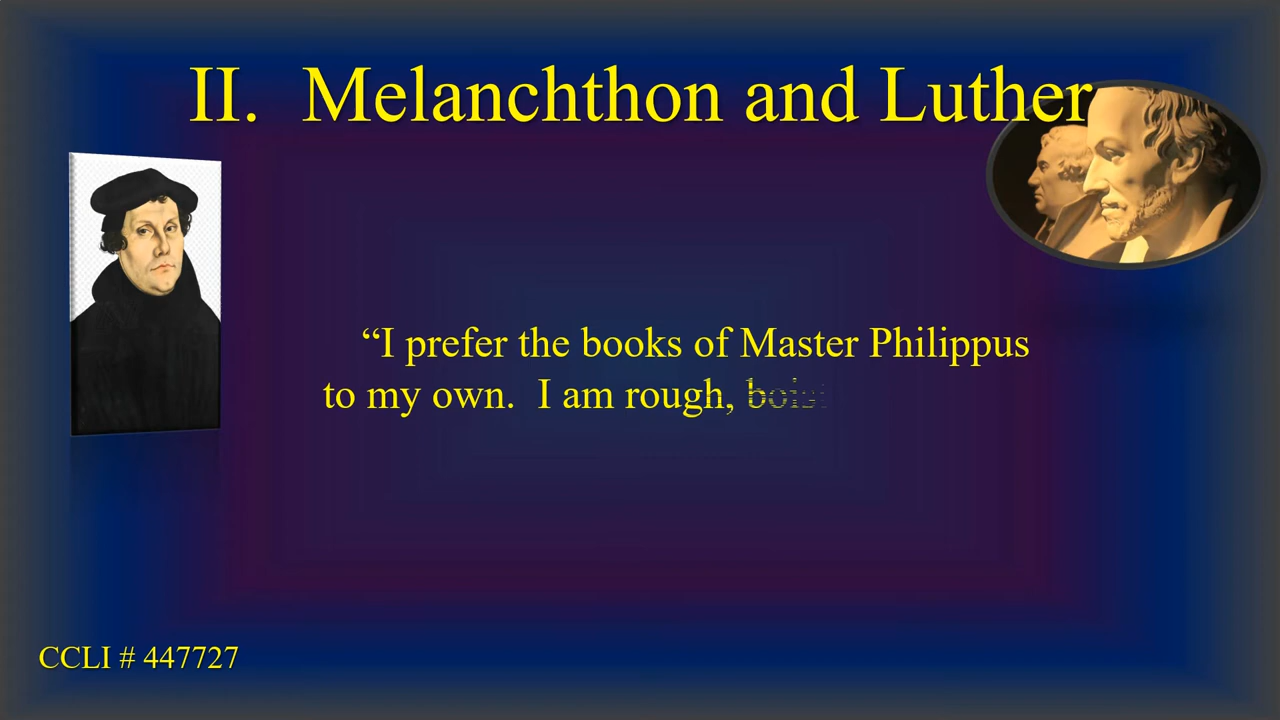 II. Melanchthon and Luther
“I prefer the books of Master Philippus
to my own. I am rough,
CCLI # 447727